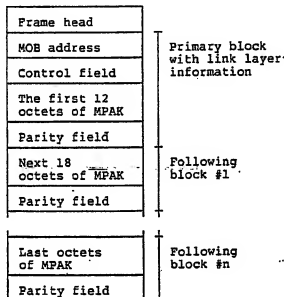 Frame head
MOB address
Control field
The first 12
octets of MPAK
Parity field
Next 18
octets of MPAK
Parity field
Last octets
of MPAK
Parity field
Primary block
with link layer
information
Following
block #1
Following
block #n